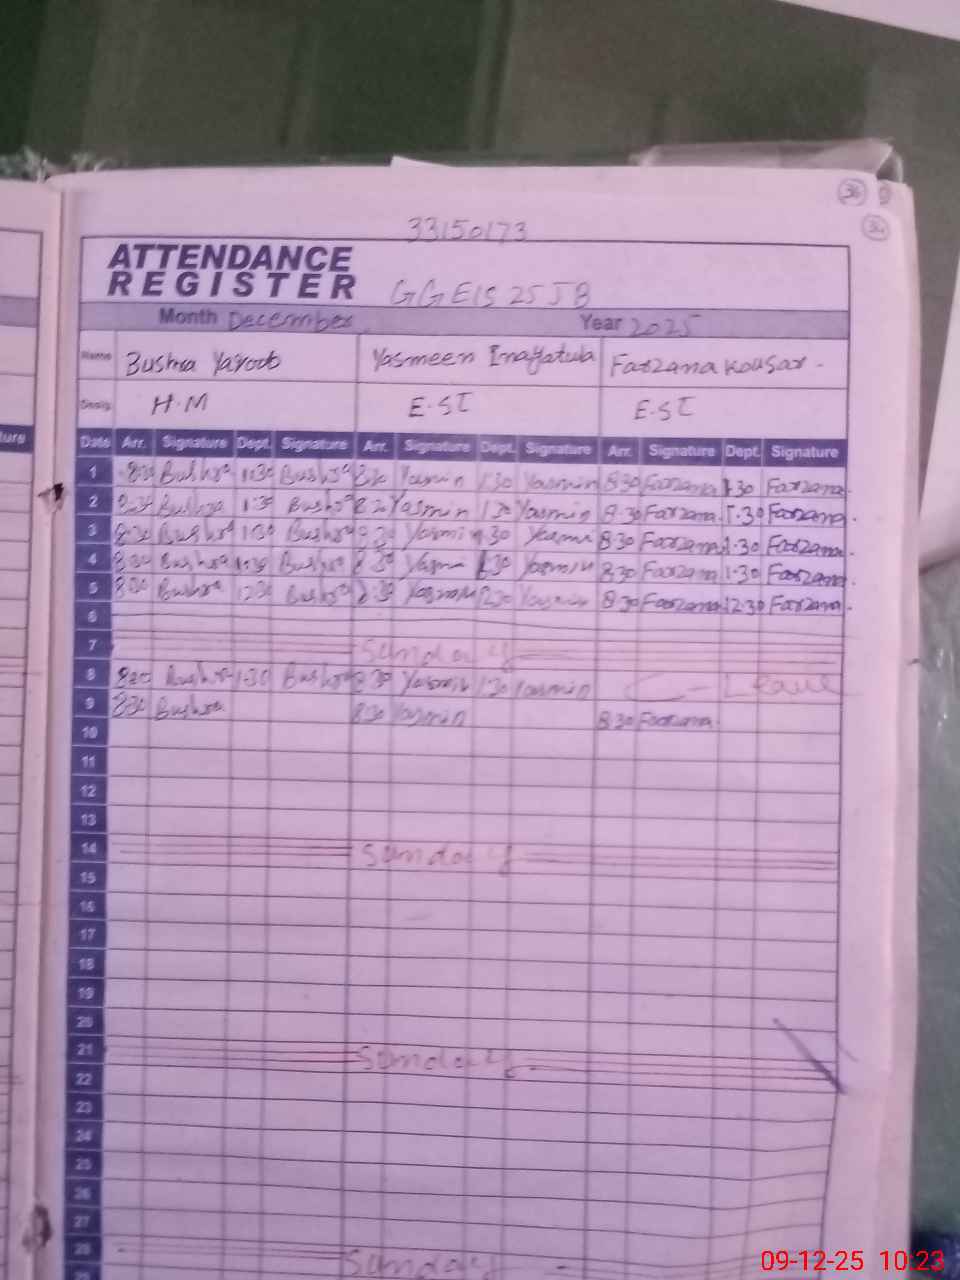 36
34
33150173
ATTENDANCE
REGISTER
GGEIS 25JB
Month December Year 2025
Name Bushra Yaqoob Yasmeen Inayatula Farzana Kousar.
Desig. H.M E.ST E.ST
ture
Date Arr. Signature Dept. Signature Arr. Signature Dept. Signature Arr. Signature Dept. Signature
1 8:30 Bushra 1:30 Bushra 8:30 Yasmin 1:30 Yasmin 8:30 Farzana 1:30 Farzana.
2 8:30 Bushra 1:30 Bushra 8:30 Yasmin 1:30 Yasmin 8:30 Farzana 1:30 Farzana.
3 8:30 Bushra 1:30 Bushra 8:30 Yasmin 1:30 Yasmin 8:30 Farzana 1:30 Farzana.
4 8:30 Bushra 1:30 Bushra 8:30 Yasmin 1:30 Yasmin 8:30 Farzana 1:30 Farzana.
5 8:30 Bushra 12:30 Bushra 8:30 Yasmin 12:30 Yasmin 8:30 Farzana 12:30 Farzana.
6
7 Sunday
8 8:30 Bushra 1:30 Bushra 8:30 Yasmin 1:30 Yasmin C - Leave
9 8:30 Bushra 8:30 Yasmin 8:30 Farzana.
10
11
12
13
14 Sunday
15
16
17
18
19
20
21 Sunday
22
23
24
25
26
27
28 Sunday
09-12-25 10:23